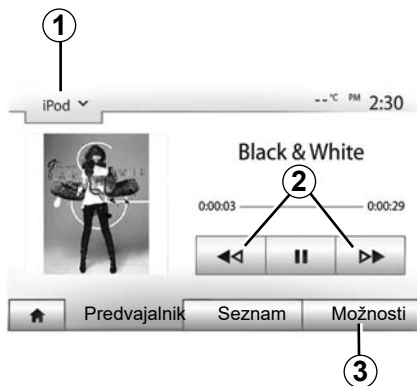 1
iPod
--°C PM 2:30
Black & White
2
0:00:03 0:00:29
Predvajalnik Seznam Možnosti
3